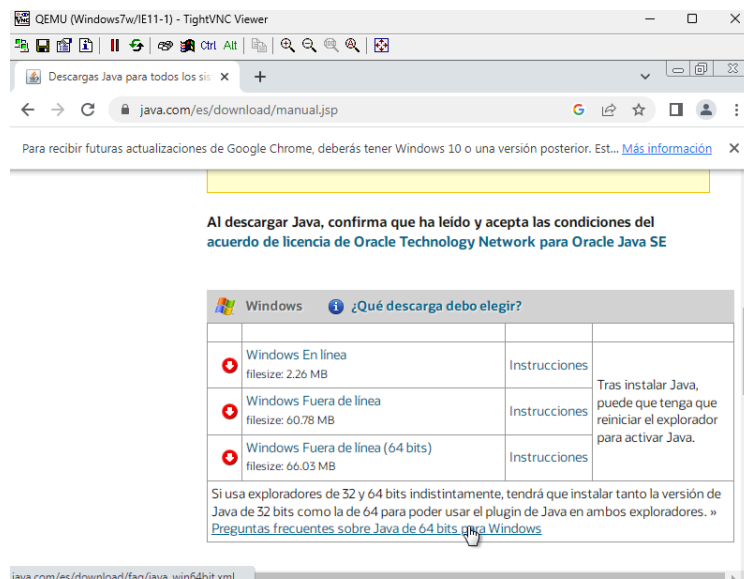 QEMU (Windows7w/IE11-1) - TightVNC Viewer
Ctrl Alt
Descargas Java para todos los sis
java.com/es/download/manual.jsp
Para recibir futuras actualizaciones de Google Chrome, deberás tener Windows 10 o una versión posterior. Est... Más información
Al descargar Java, confirma que ha leído y acepta las condiciones del
acuerdo de licencia de Oracle Technology Network para Oracle Java SE
Windows ¿Qué descarga debo elegir?
Windows En línea
filesize: 2.26 MB
Instrucciones
Windows Fuera de línea
filesize: 60.78 MB
Instrucciones
Windows Fuera de línea (64 bits)
filesize: 66.03 MB
Instrucciones
Tras instalar Java,
puede que tenga que
reiniciar el explorador
para activar Java.
Si usa exploradores de 32 y 64 bits indistintamente, tendrá que instalar tanto la versión de
Java de 32 bits como la de 64 para poder usar el plugin de Java en ambos exploradores. »
Preguntas frecuentes sobre Java de 64 bits para Windows
java.com/es/download/faq/java_win64bit.xml